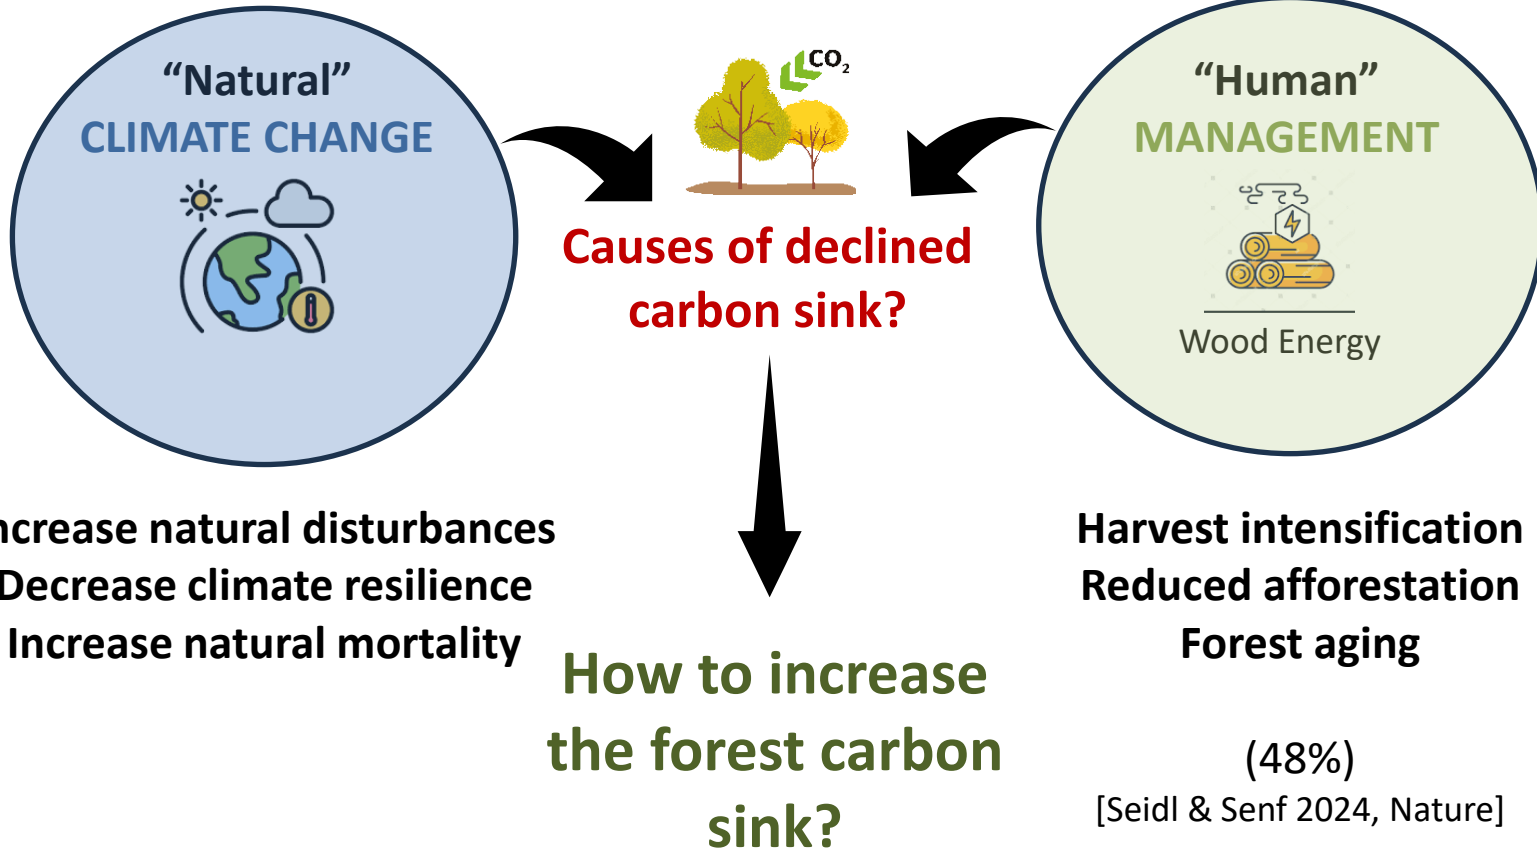 “Natural”
CLIMATE CHANGE
CO₂
“Human”
MANAGEMENT
Wood Energy
Causes of declined
carbon sink?
ncrease natural disturbances
Decrease climate resilience
Increase natural mortality
Harvest intensification
Reduced afforestation
Forest aging
(48%)
[Seidl & Senf 2024, Nature]
How to increase
the forest carbon
sink?